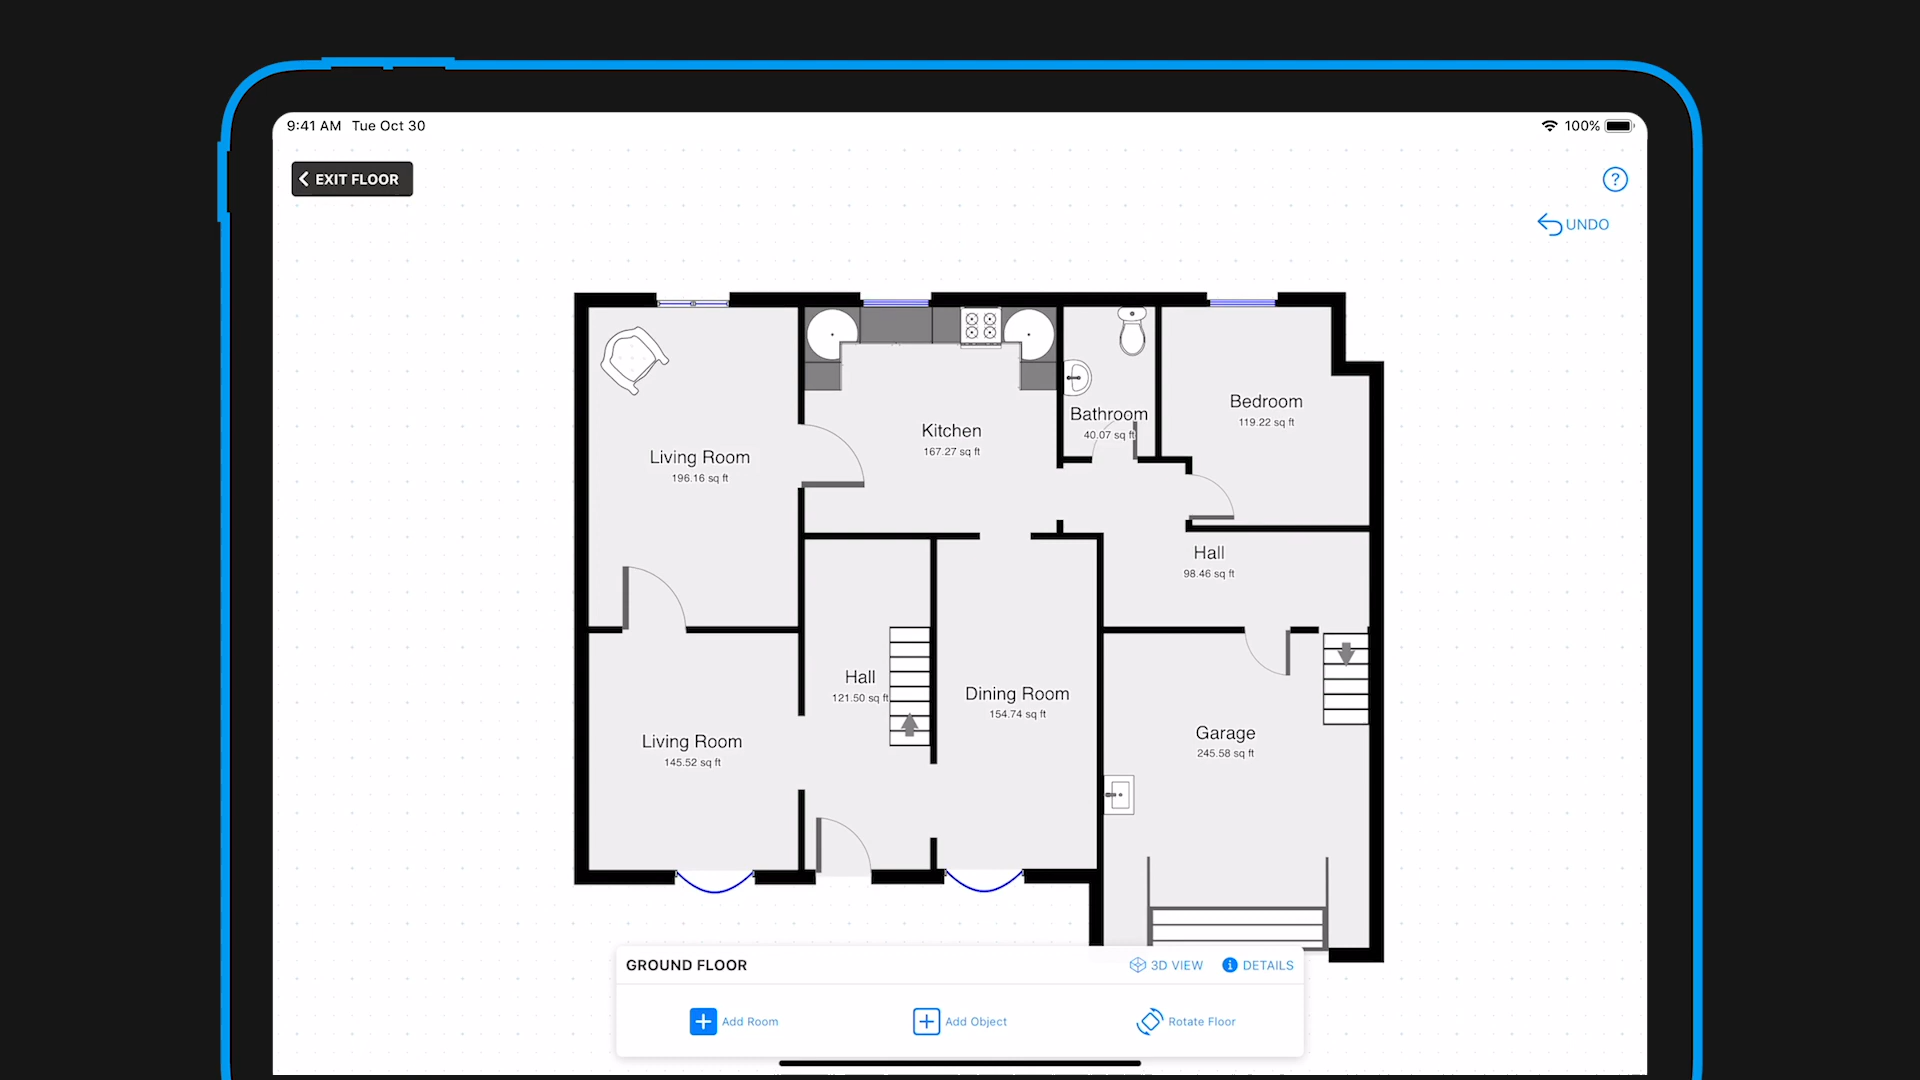 9:41 AM Tue Oct 30
100%
EXIT FLOOR
?
UNDO
Living Room
196.16 sq ft
Kitchen
167.27 sq ft
Bathroom
40.07 sq ft
Bedroom
119.22 sq ft
Hall
98.46 sq ft
Hall
121.50 sq ft
Dining Room
154.74 sq ft
Living Room
145.52 sq ft
Garage
245.58 sq ft
GROUND FLOOR
3D VIEW
DETAILS
Add Room
Add Object
Rotate Floor